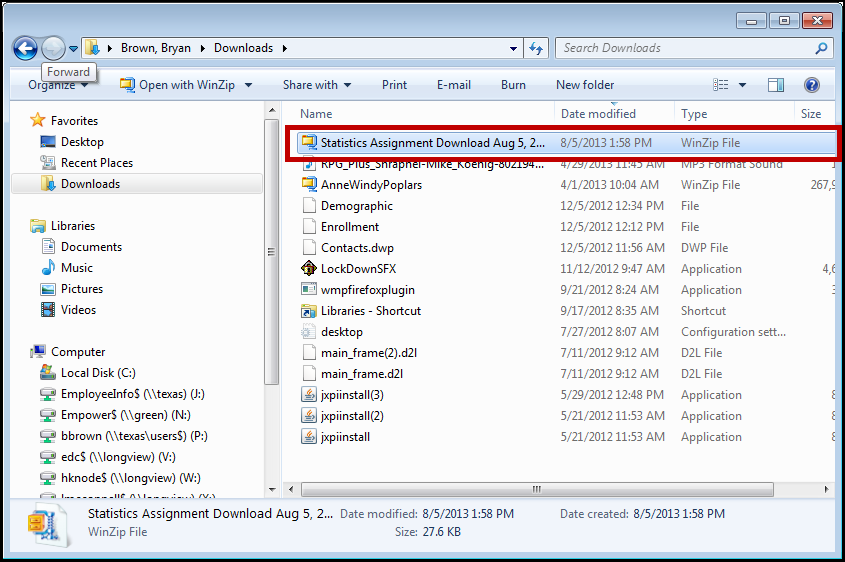 Brown, Bryan Downloads Search Downloads
Forward
Organize Open with WinZip Share with Print E-mail Burn New folder
Favorites
Desktop
Recent Places
Downloads
Libraries
Documents
Music
Pictures
Videos
Computer
Local Disk (C:)
EmployeeInfo$ (\\texas) (J:)
Empower$ (\\green) (N:)
bbrown (\\texas\users$) (P:)
edc$ (\\longview) (V:)
hknode$ (\\longview) (W:)
Name Date modified Type Size
Statistics Assignment Download Aug 5, 2... 8/5/2013 1:58 PM WinZip File
RPG_Plus_Shrapnel-Mike_Koenig-802194... 4/29/2013 11:45 AM MP3 Format Sound
AnneWindyPoplars 4/1/2013 10:04 AM WinZip File 267,9
Demographic 12/5/2012 12:34 PM File
Enrollment 12/5/2012 12:12 PM File
Contacts.dwp 12/5/2012 11:56 AM DWP File
LockDownSFX 11/12/2012 9:47 AM Application 4,6
wmpfirefoxplugin 9/21/2012 8:24 AM Application
Libraries - Shortcut 9/17/2012 8:35 AM Shortcut
desktop 7/27/2012 8:07 AM Configuration sett...
main_frame(2).d2l 7/11/2012 9:12 AM D2L File
main_frame.d2l 7/11/2012 9:12 AM D2L File
jxpiinstall(3) 5/29/2012 12:48 PM Application
jxpiinstall(2) 5/21/2012 11:53 AM Application
jxpiinstall 5/21/2012 11:53 AM Application
Statistics Assignment Download Aug 5, 2... Date modified: 8/5/2013 1:58 PM Date created: 8/5/2013 1:58 PM
WinZip File Size: 27.6 KB